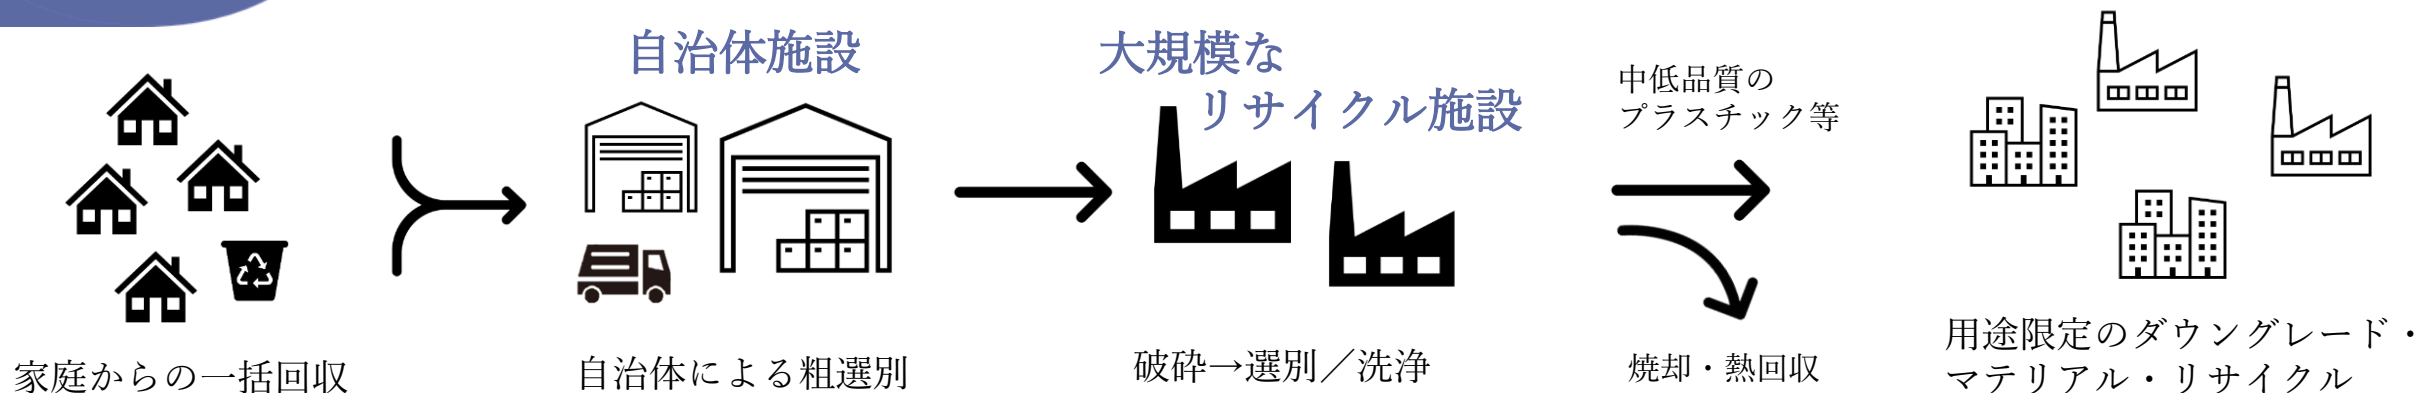 自治体施設
大規模な
リサイクル施設
中低品質の
プラスチック等
家庭からの一括回収
自治体による粗選別
破砕→選別／洗浄
焼却・熱回収
用途限定のダウングレード・
マテリアル・リサイクル